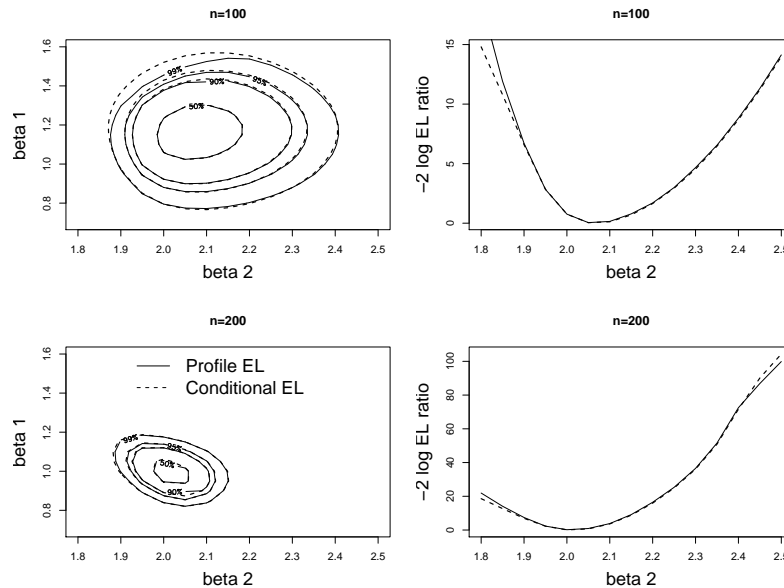 n=100
beta 1
0.8 1.0 1.2 1.4 1.6
99%
95%
90%
50%
1.8 1.9 2.0 2.1 2.2 2.3 2.4 2.5
beta 2
n=100
−2 log EL ratio
0 5 10 15
1.8 1.9 2.0 2.1 2.2 2.3 2.4 2.5
beta 2
n=200
beta 1
0.8 1.0 1.2 1.4 1.6
Profile EL
Conditional EL
99%
95%
50%
90%
1.8 1.9 2.0 2.1 2.2 2.3 2.4 2.5
beta 2
n=200
−2 log EL ratio
0 20 40 60 80 100
1.8 1.9 2.0 2.1 2.2 2.3 2.4 2.5
beta 2